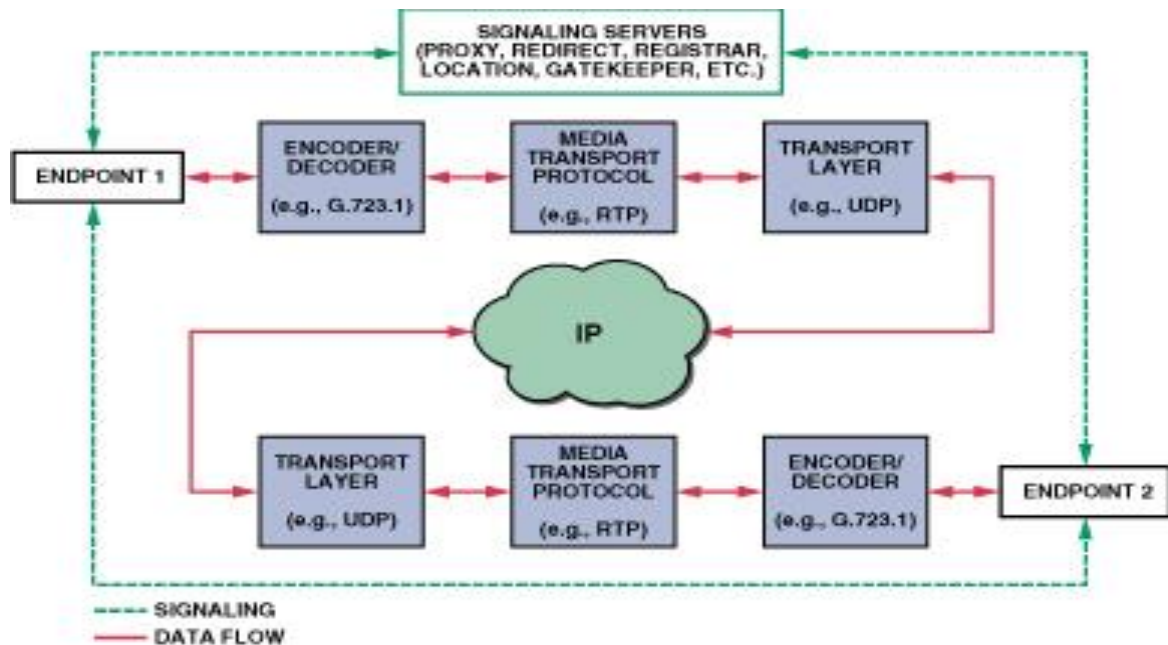 SIGNALING SERVERS
(PROXY, REDIRECT, REGISTRAR,
LOCATION, GATEKEEPER, ETC.)
ENDPOINT 1
ENCODER/
DECODER
(e.g., G.723.1)
MEDIA
TRANSPORT
PROTOCOL
(e.g., RTP)
TRANSPORT
LAYER
(e.g., UDP)
IP
TRANSPORT
LAYER
(e.g., UDP)
MEDIA
TRANSPORT
PROTOCOL
(e.g., RTP)
ENCODER/
DECODER
(e.g., G.723.1)
ENDPOINT 2
SIGNALING
DATA FLOW